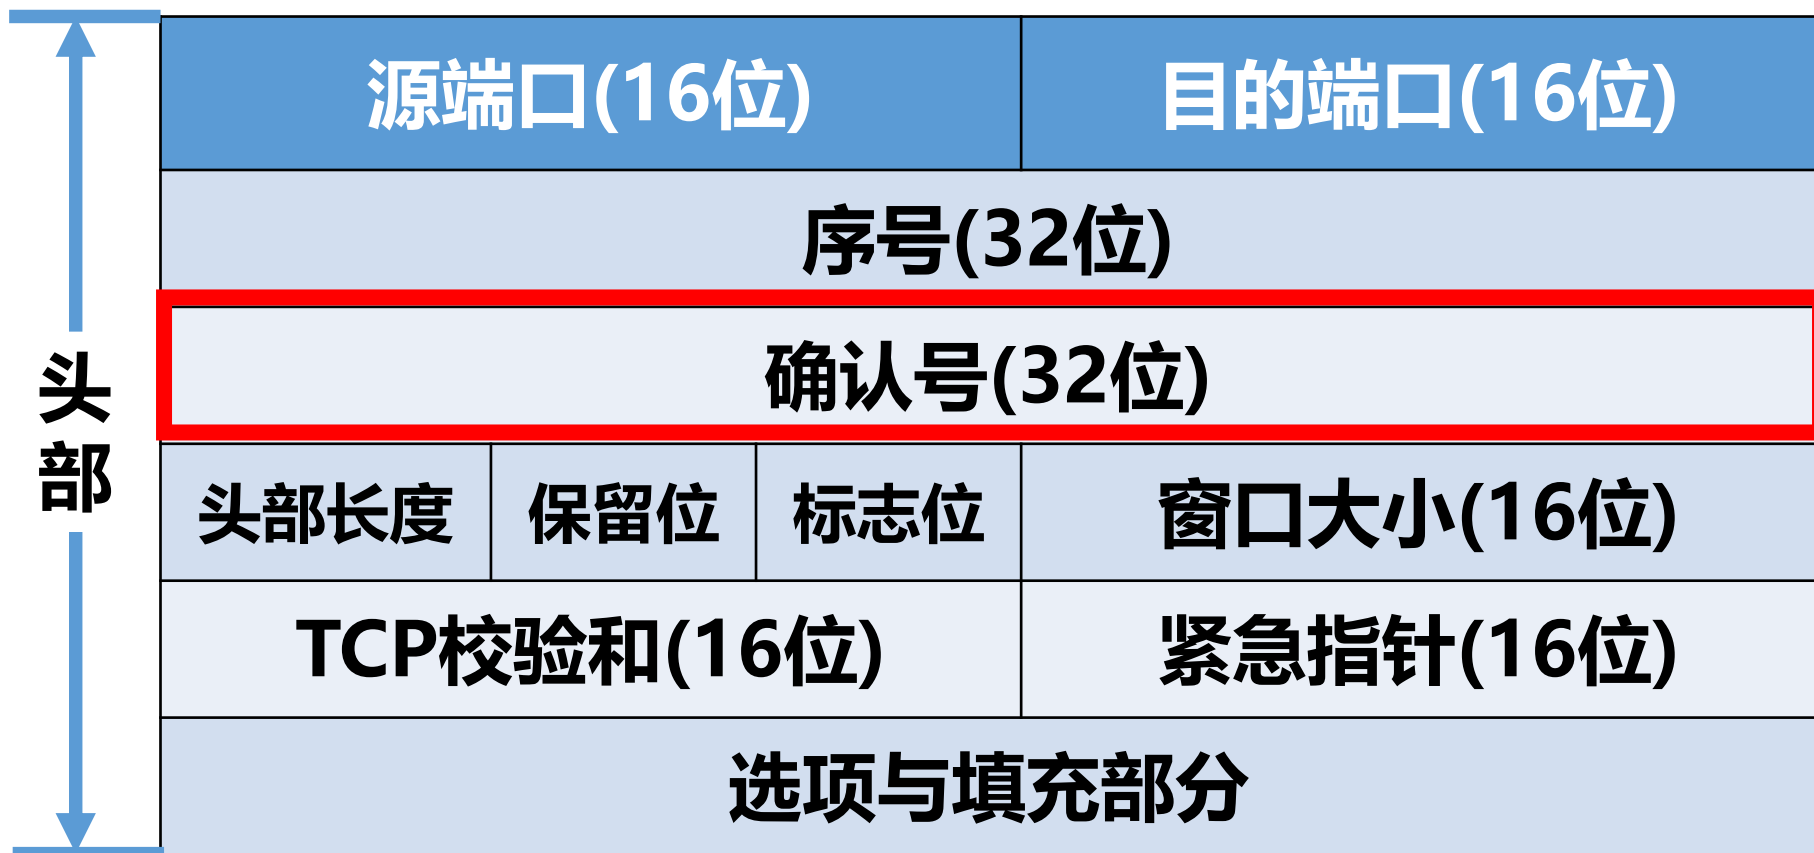 源端口(16位)
目的端口(16位)
序号(32位)
确认号(32位)
头部
头部长度
保留位
标志位
窗口大小(16位)
TCP校验和(16位)
紧急指针(16位)
选项与填充部分